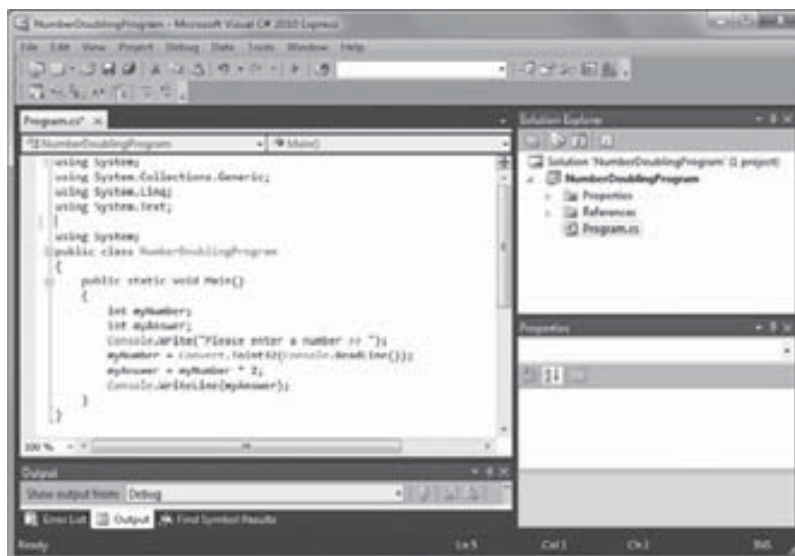 NumberDoublingProgram - Microsoft Visual C# 2010 Express
File Edit View Project Debug Data Tools Window Help
Program.cs* ×
NumberDoublingProgram
Main()
using System;
using System.Collections.Generic;
using System.Linq;
using System.Text;
using System;
public class NumberDoublingProgram
{
public static void Main()
{
int myNumber;
int myAnswer;
Console.Write("Please enter a number >> ");
myNumber = Convert.ToInt32(Console.ReadLine());
myAnswer = myNumber * 2;
Console.WriteLine(myAnswer);
}
}
100 %
Output
Show output from: Debug
Error List Output Find Symbol Results
Solution Explorer
Solution 'NumberDoublingProgram' (1 project)
NumberDoublingProgram
Properties
References
Program.cs
Properties
Ready Ln 5 Col 1 Ch 1 INS